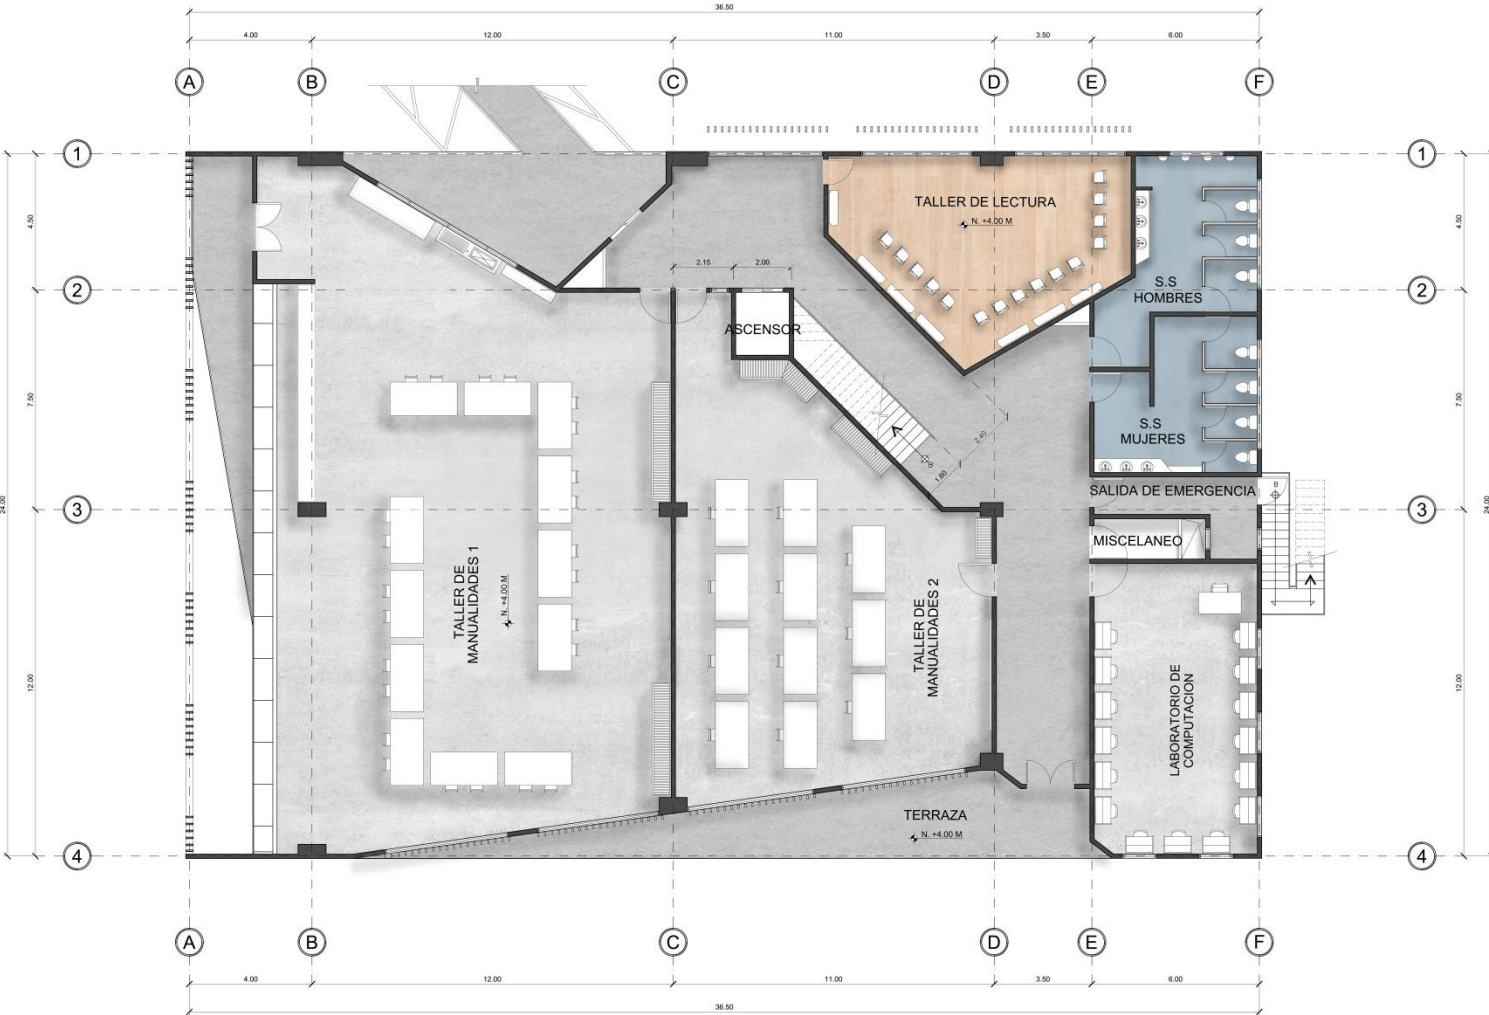 36.50
4.00 12.00 11.00 3.50 6.00
A B C D E F
1 1
4.50 4.50
TALLER DE LECTURA
N. +4.00 M
2.15 2.00
2 2
S.S
HOMBRES
ASCENSOR
7.50 7.50
S.S
MUJERES
2.40
1.60
B
SALIDA DE EMERGENCIA
B
24.00 24.00
3 3
MISCELANEO
TALLER DE
MANUALIDADES 1
N. +4.00 M
TALLER DE
MANUALIDADES 2
12.00 12.00
LABORATORIO DE
COMPUTACION
TERRAZA
N. +4.00 M
4 4
A B C D E F
4.00 12.00 11.00 3.50 6.00
36.50